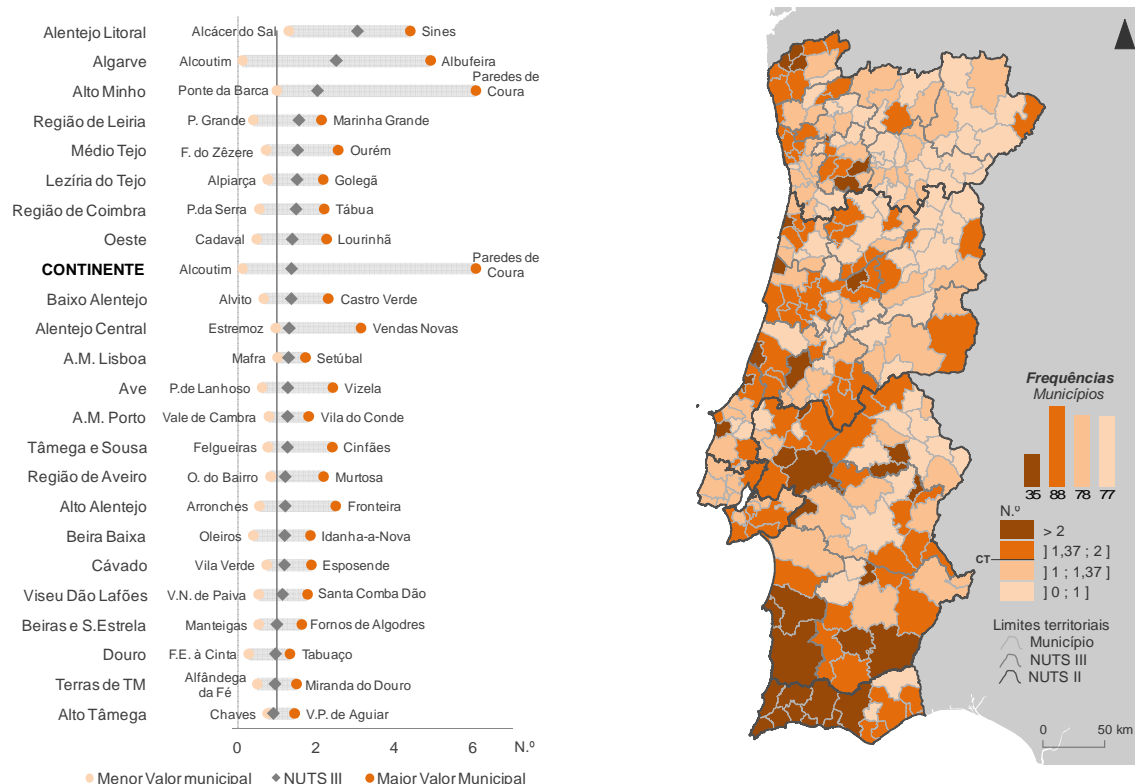 Alentejo Litoral Alcácer do Sal Sines
Algarve Alcoutim Albufeira
Alto Minho Ponte da Barca Paredes de
Coura
Região de Leiria P. Grande Marinha Grande
Médio Tejo F. do Zêzere Ourém
Lezíria do Tejo Alpiarça Golegã
Região de Coimbra P.da Serra Tábua
Oeste Cadaval Lourinhã
CONTINENTE Alcoutim Paredes de
Coura
Baixo Alentejo Alvito Castro Verde
Alentejo Central Estremoz Vendas Novas
A.M. Lisboa Mafra Setúbal
Ave P.de Lanhoso Vizela
A.M. Porto Vale de Cambra Vila do Conde
Tâmega e Sousa Felgueiras Cinfães
Região de Aveiro O. do Bairro Murtosa
Alto Alentejo Arronches Fronteira
Beira Baixa Oleiros Idanha-a-Nova
Cávado Vila Verde Esposende
Viseu Dão Lafões V.N. de Paiva Santa Comba Dão
Beiras e S.Estrela Manteigas Fornos de Algodres
Douro F.E. à Cinta Tabuaço
Terras de TM Alfândega
da Fé Miranda do Douro
Alto Tâmega Chaves V.P. de Aguiar
0 2 4 6 N.º
Menor Valor municipal NUTS III Maior Valor Municipal
Frequências
Municípios
35 88 78 77
N.º
> 2
] 1,37 ; 2 ]
CT
] 1 ; 1,37 ]
] 0 ; 1 ]
Limites territoriais
Município
NUTS III
NUTS II
0 50 km